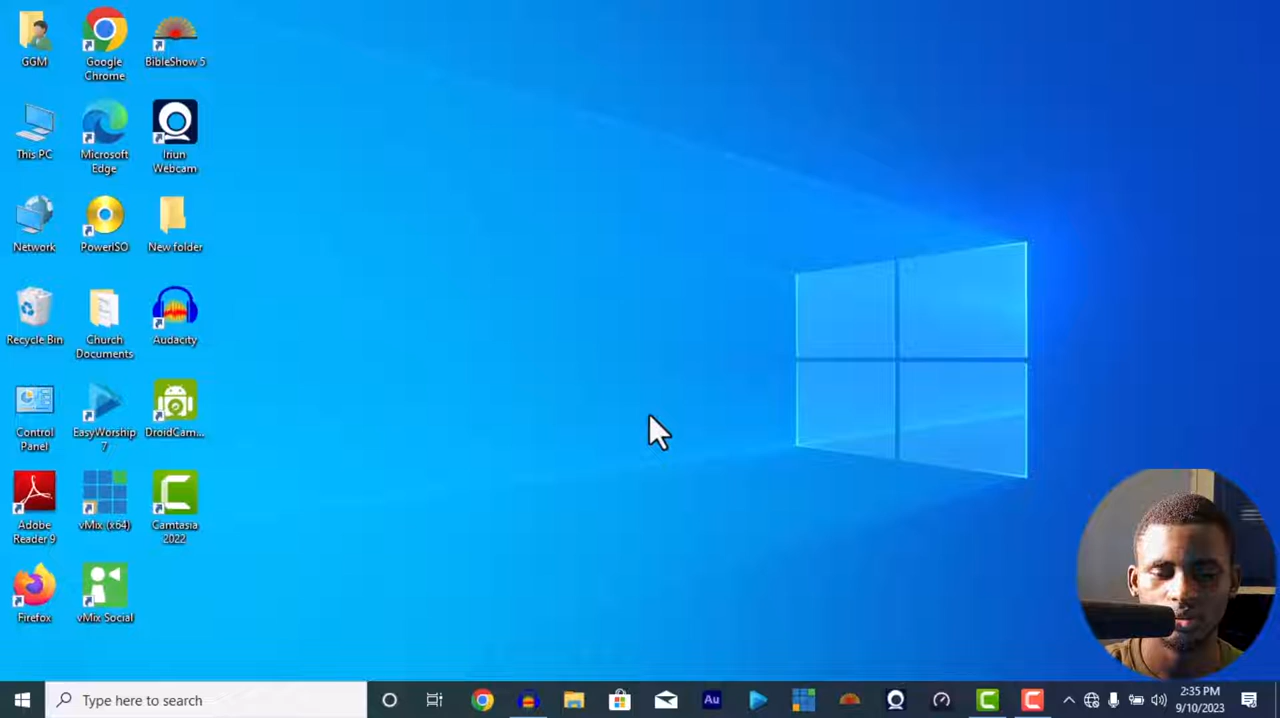 GGM
Google
Chrome
BibleShow 5
This PC
Microsoft
Edge
Iriun
Webcam
Network
PowerISO
New folder
Recycle Bin
Church
Documents
Audacity
Control
Panel
EasyWorship
7
DroidCam...
Adobe
Reader 9
vMix (x64)
Camtasia
2022
Firefox
vMix Social
Type here to search
Au
2:35 PM
9/10/2023